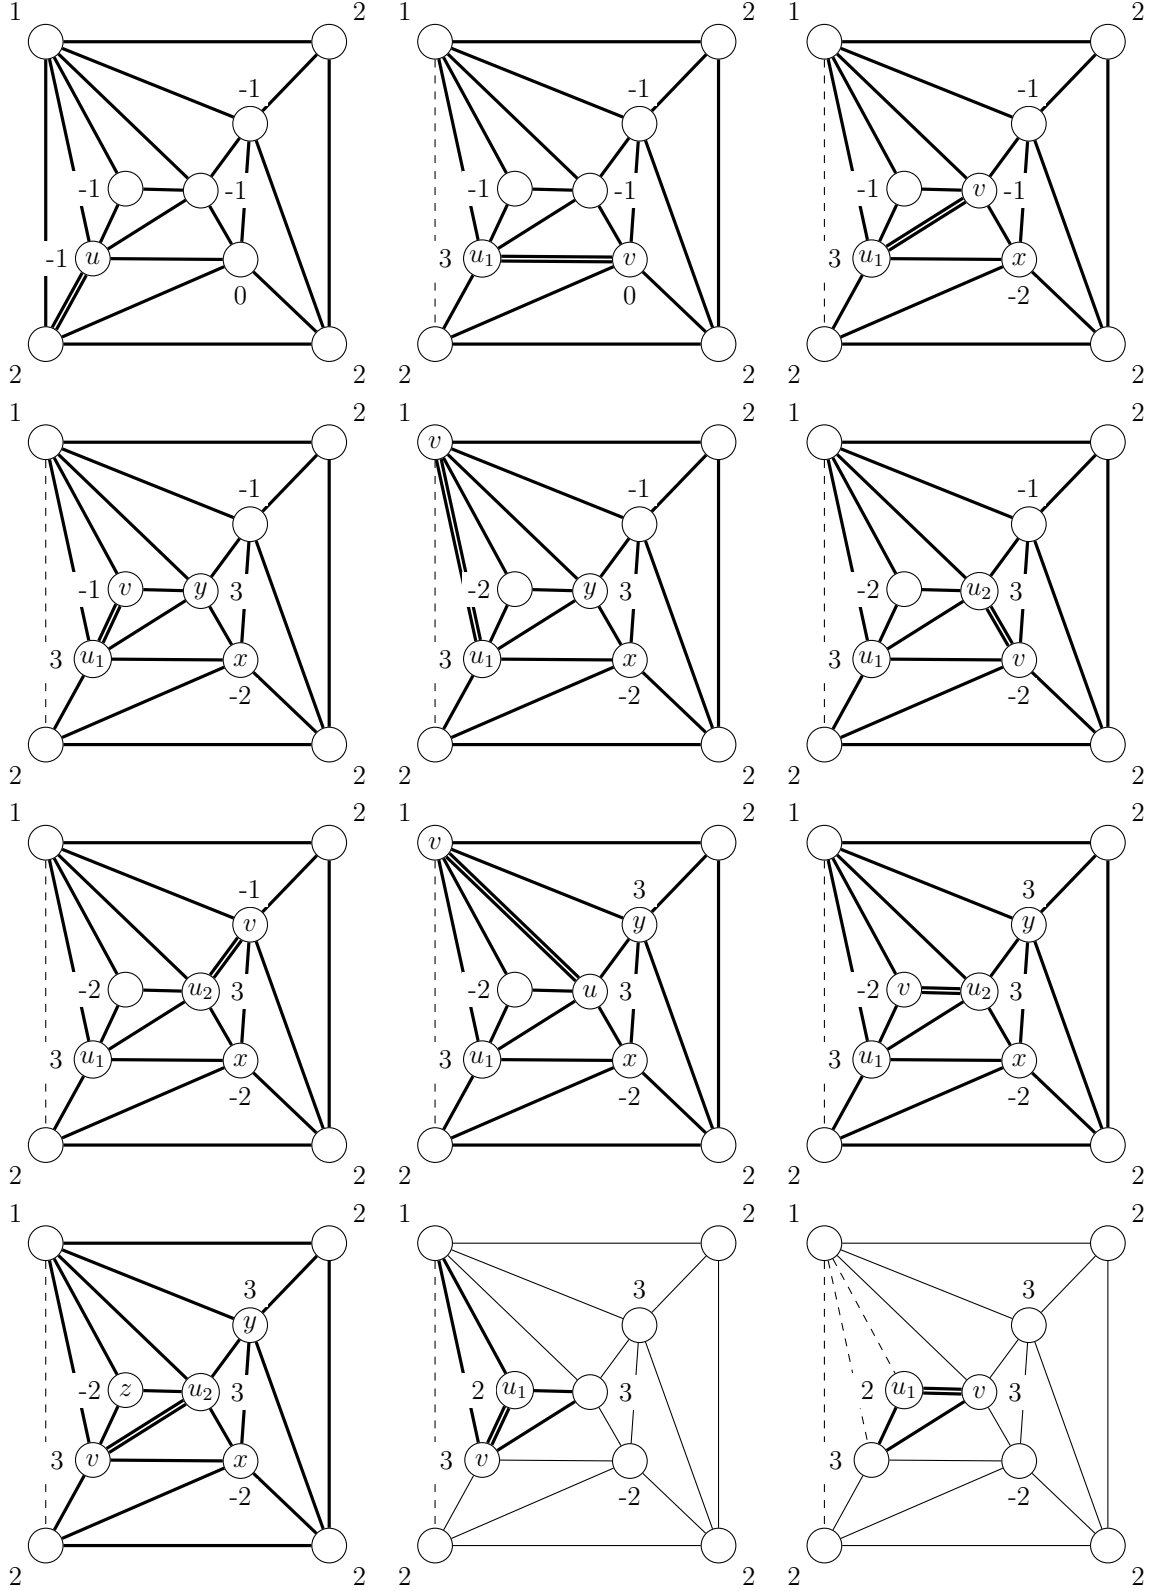 1 2 1 2 1 2
-1 -1 -1
-1 -1 -1 -1 -1 v -1
-1 u 3 u1 v 3 u1 x
0 0 -2
2 2 2 2 2 2
1 2 1 v 2 1 2
-1 -1 -1
-1 v y 3 -2 y 3 -2 u2 3
3 u1 x 3 u1 x 3 u1 v
-2 -2 -2
2 2 2 2 2 2
1 2 1 v 2 1 2
-1 3 3
v y y
-2 u2 3 -2 u 3 -2 v u2 3
3 u1 x 3 u1 x 3 u1 x
-2 -2 -2
2 2 2 2 2 2
1 2 1 2 1 2
3 3 3
y
-2 z u2 3 2 u1 3 2 u1 v 3
3 v x 3 v 3
-2 -2 -2
2 2 2 2 2 2